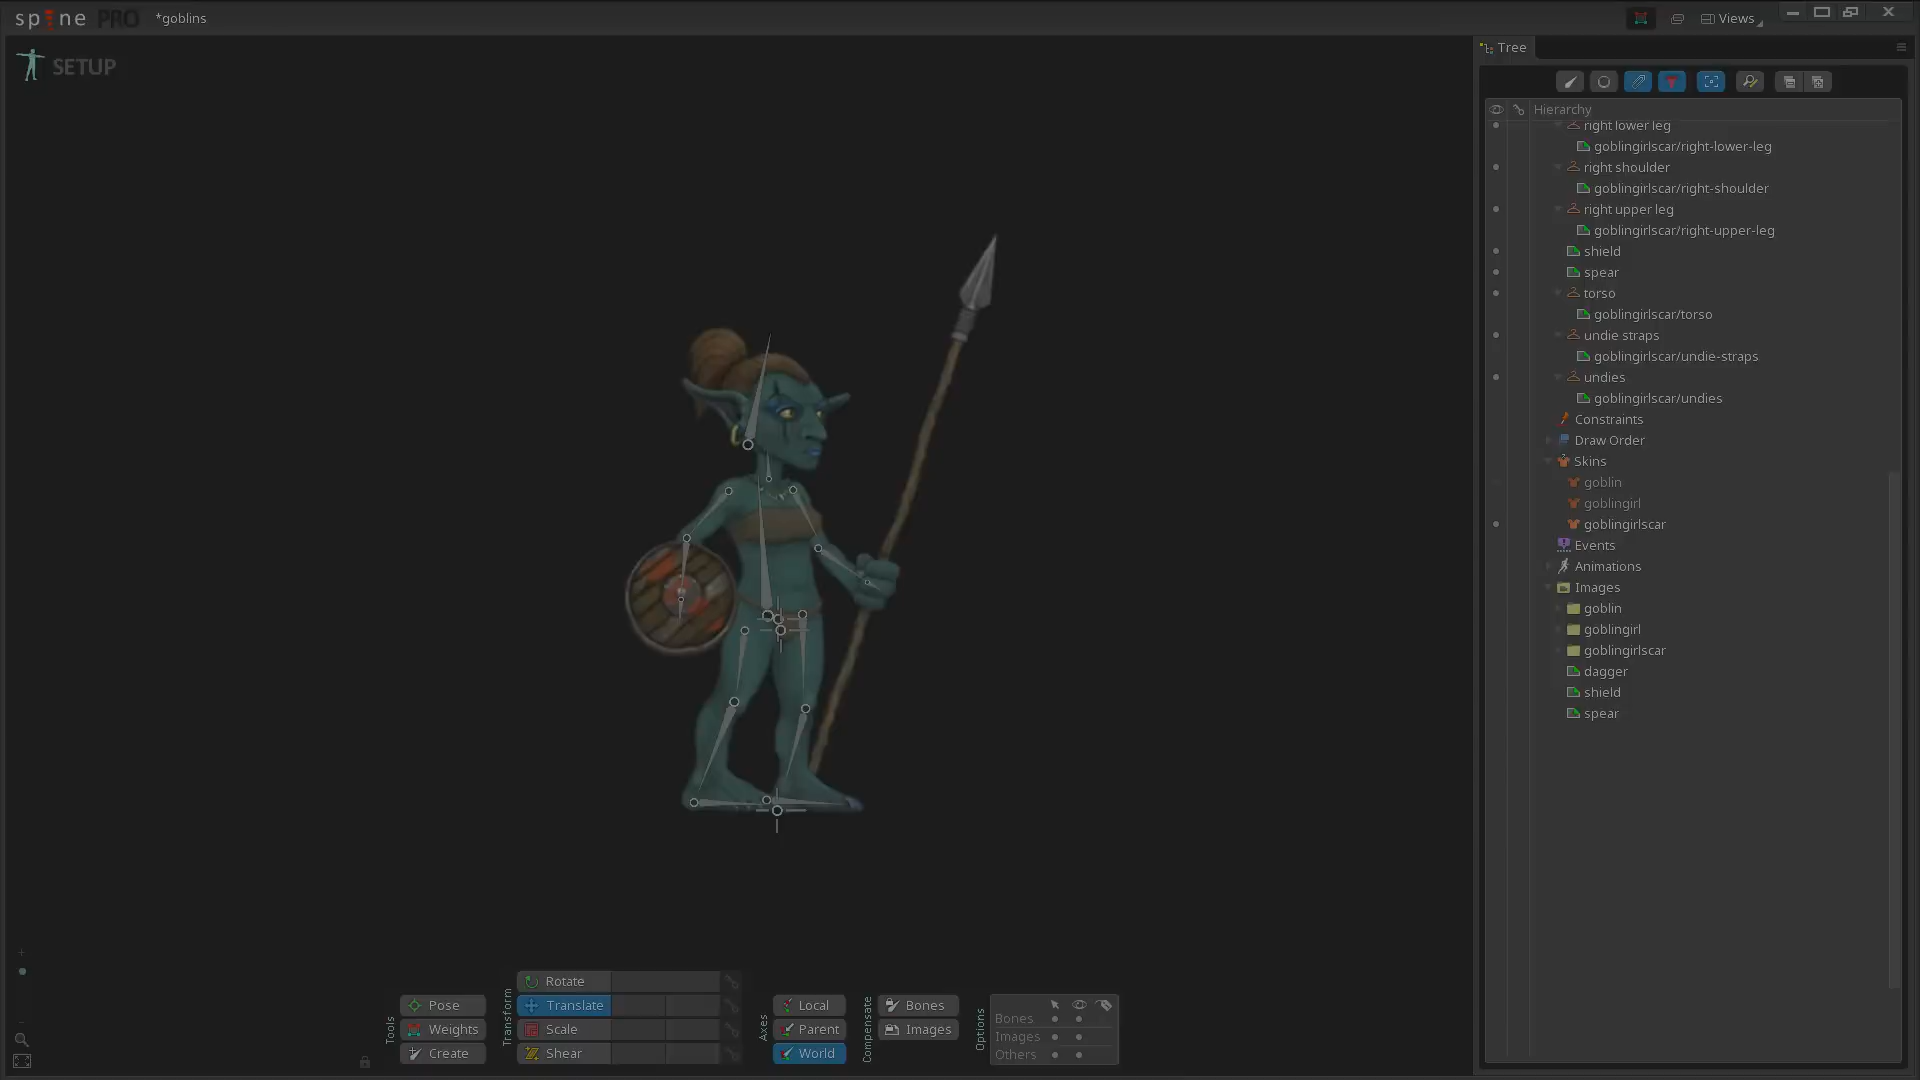 spine PRO *goblins Views
SETUP
Tree
Hierarchy
right lower leg
goblingirlscar/right-lower-leg
right shoulder
goblingirlscar/right-shoulder
right upper leg
goblingirlscar/right-upper-leg
shield
spear
torso
goblingirlscar/torso
undie straps
goblingirlscar/undie-straps
undies
goblingirlscar/undies
Constraints
Draw Order
Skins
goblin
goblingirl
goblingirlscar
Events
Animations
Images
goblin
goblingirl
goblingirlscar
dagger
shield
spear
Tools
Pose
Weights
Create
Transform
Rotate
Translate
Scale
Shear
Axes
Local
Parent
World
Compensate
Bones
Images
Options
Bones
Images
Others